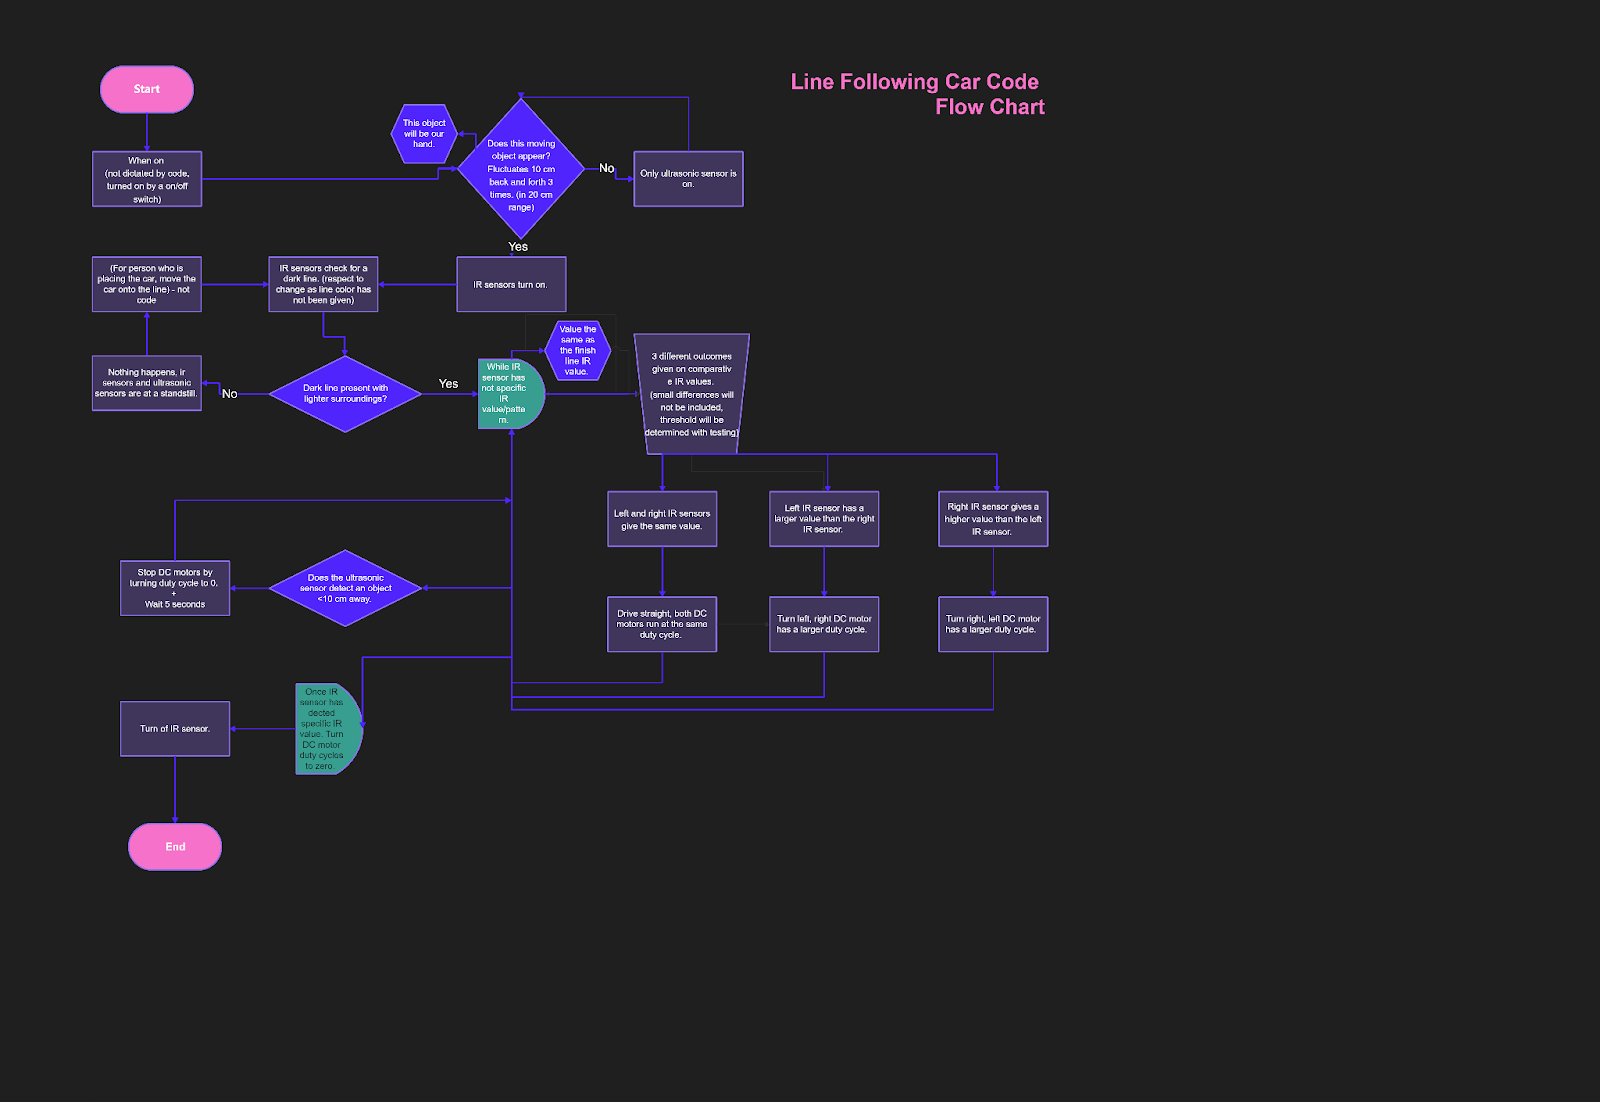 Line Following Car Code
Flow Chart
Start
When on
(not dictated by code,
turned on by a on/off
switch)
This object
will be our
hand.
Does this moving
object appear?
Fluctuates 10 cm
back and forth 3
times. (in 20 cm
range)
No
Only ultrasonic sensor is
on.
Yes
(For person who is
placing the car, move the
car onto the line) - not
code
IR sensors check for a
dark line. (respect to
change as line color has
not been given)
IR sensors turn on.
Nothing happens, ir
sensors and ultrasonic
sensors are at a standstill.
No
Dark line present with
lighter surroundings?
Yes
While IR
sensor has
not specific
IR
value/patte
rn.
Value the
same as
the finish
line IR
value.
3 different outcomes
given on comparativ
e IR values.
(small differences will
not be included,
threshold will be
determined with testing)
Left and right IR sensors
give the same value.
Left IR sensor has a
larger value than the right
IR sensor.
Right IR sensor gives a
higher value than the left
IR sensor.
Stop DC motors by
turning duty cycle to 0.
+
Wait 5 seconds
Does the ultrasonic
sensor detect an object
<10 cm away.
Drive straight, both DC
motors run at the same
duty cycle.
Turn left, right DC motor
has a larger duty cycle.
Turn right, left DC motor
has a larger duty cycle.
Turn of IR sensor.
Once IR
sensor has
dected
specific IR
value. Turn
DC motor
duty cycles
to zero.
End